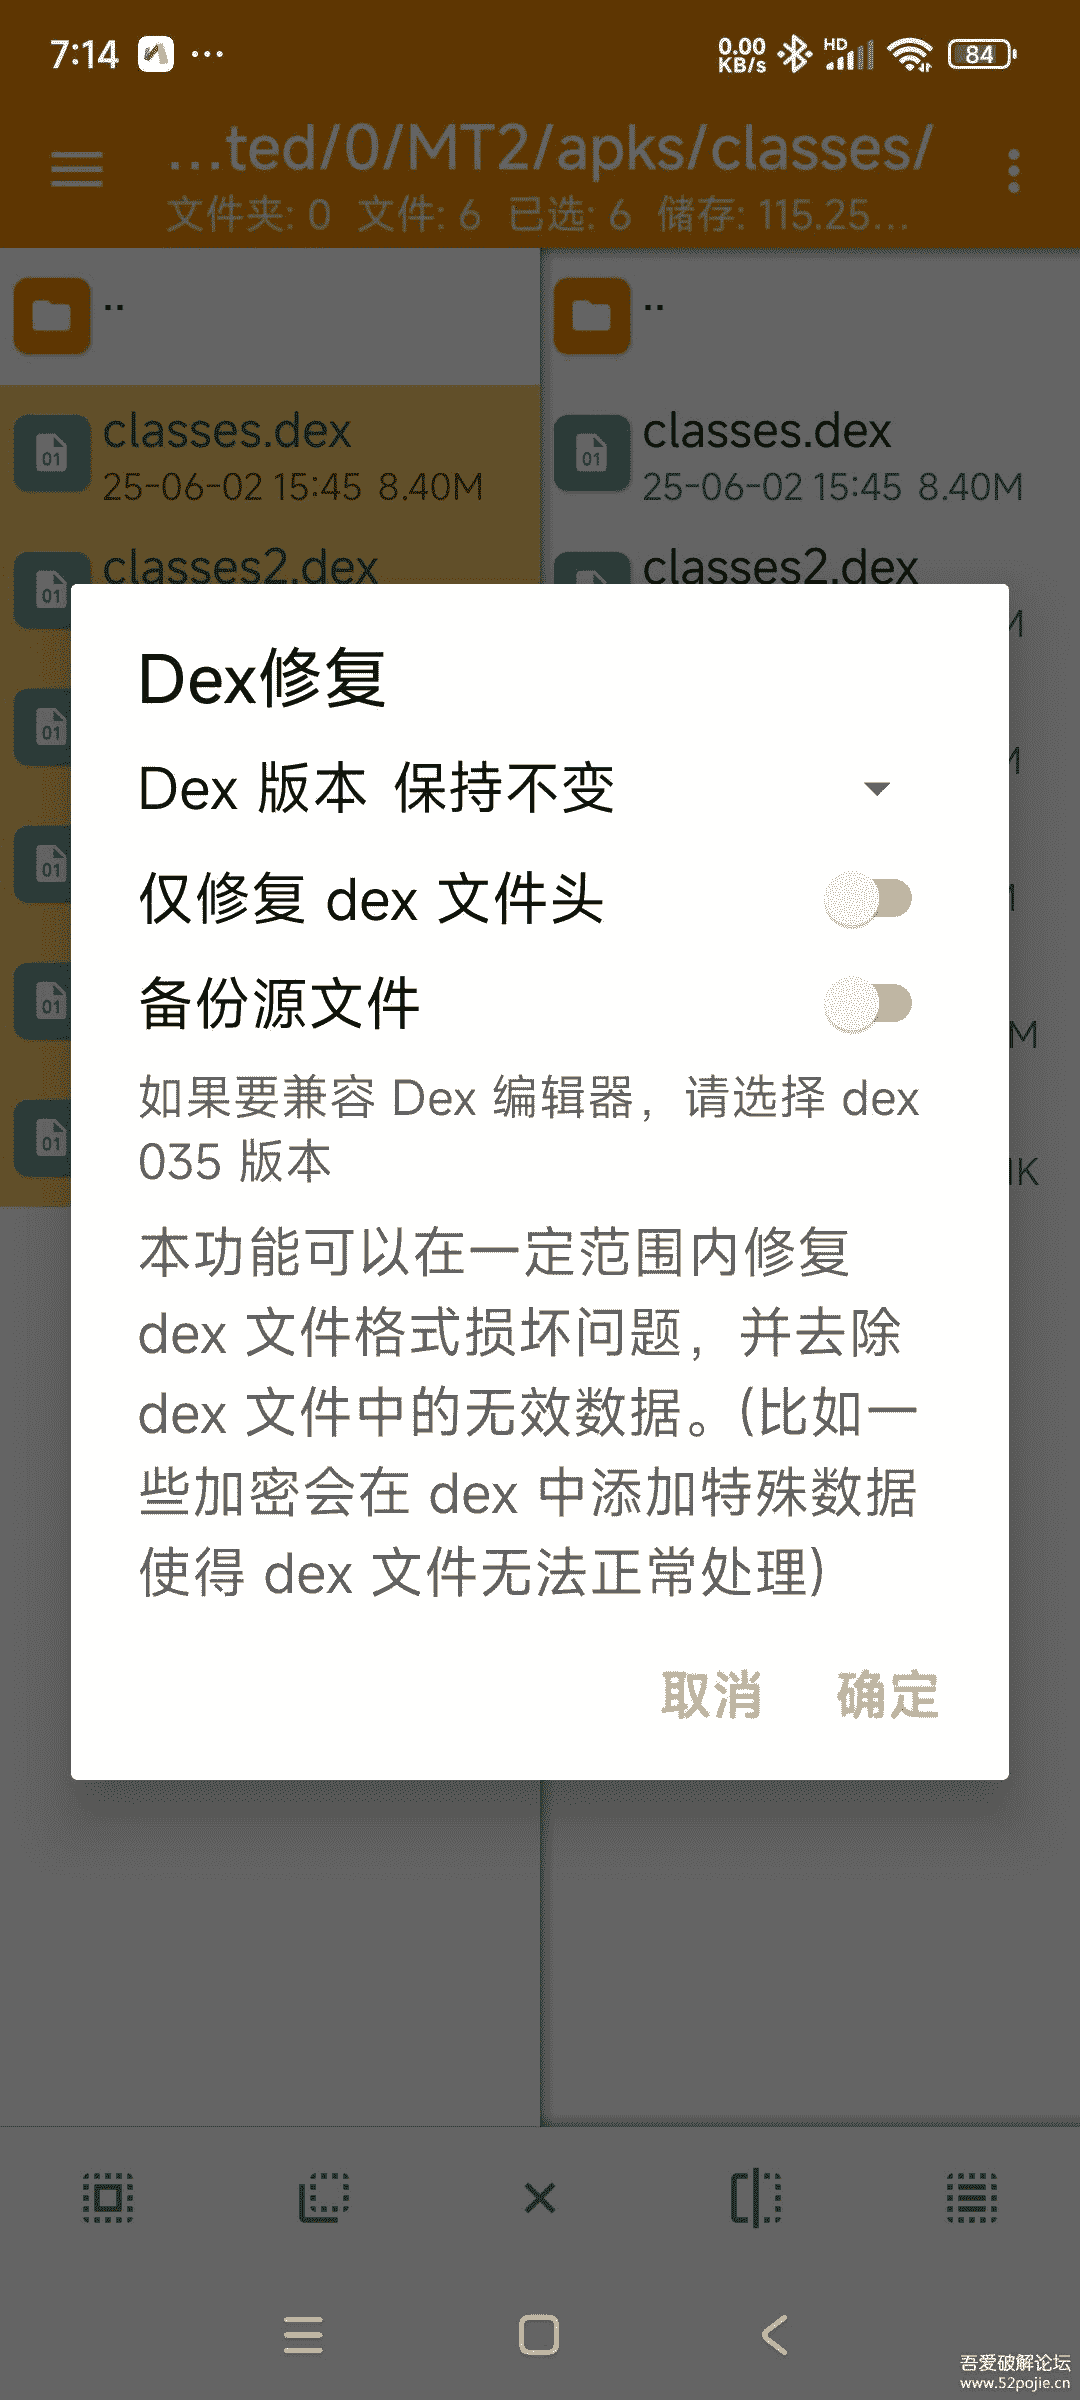 7:14
0.00
KB/s
HD
84
...ted/0/MT2/apks/classes/
文件夹: 0 文件: 6 已选: 6 储存: 115.25...
..
..
classes.dex
25-06-02 15:45 8.40M
classes.dex
25-06-02 15:45 8.40M
classes2.dex
classes2.dex
Dex修复
Dex 版本 保持不变
仅修复 dex 文件头
备份源文件
如果要兼容 Dex 编辑器，请选择 dex
035 版本
本功能可以在一定范围内修复
dex 文件格式损坏问题，并去除
dex 文件中的无效数据。(比如一
些加密会在 dex 中添加特殊数据
使得 dex 文件无法正常处理)
取消 确定
吾爱破解论坛
www.52pojie.cn